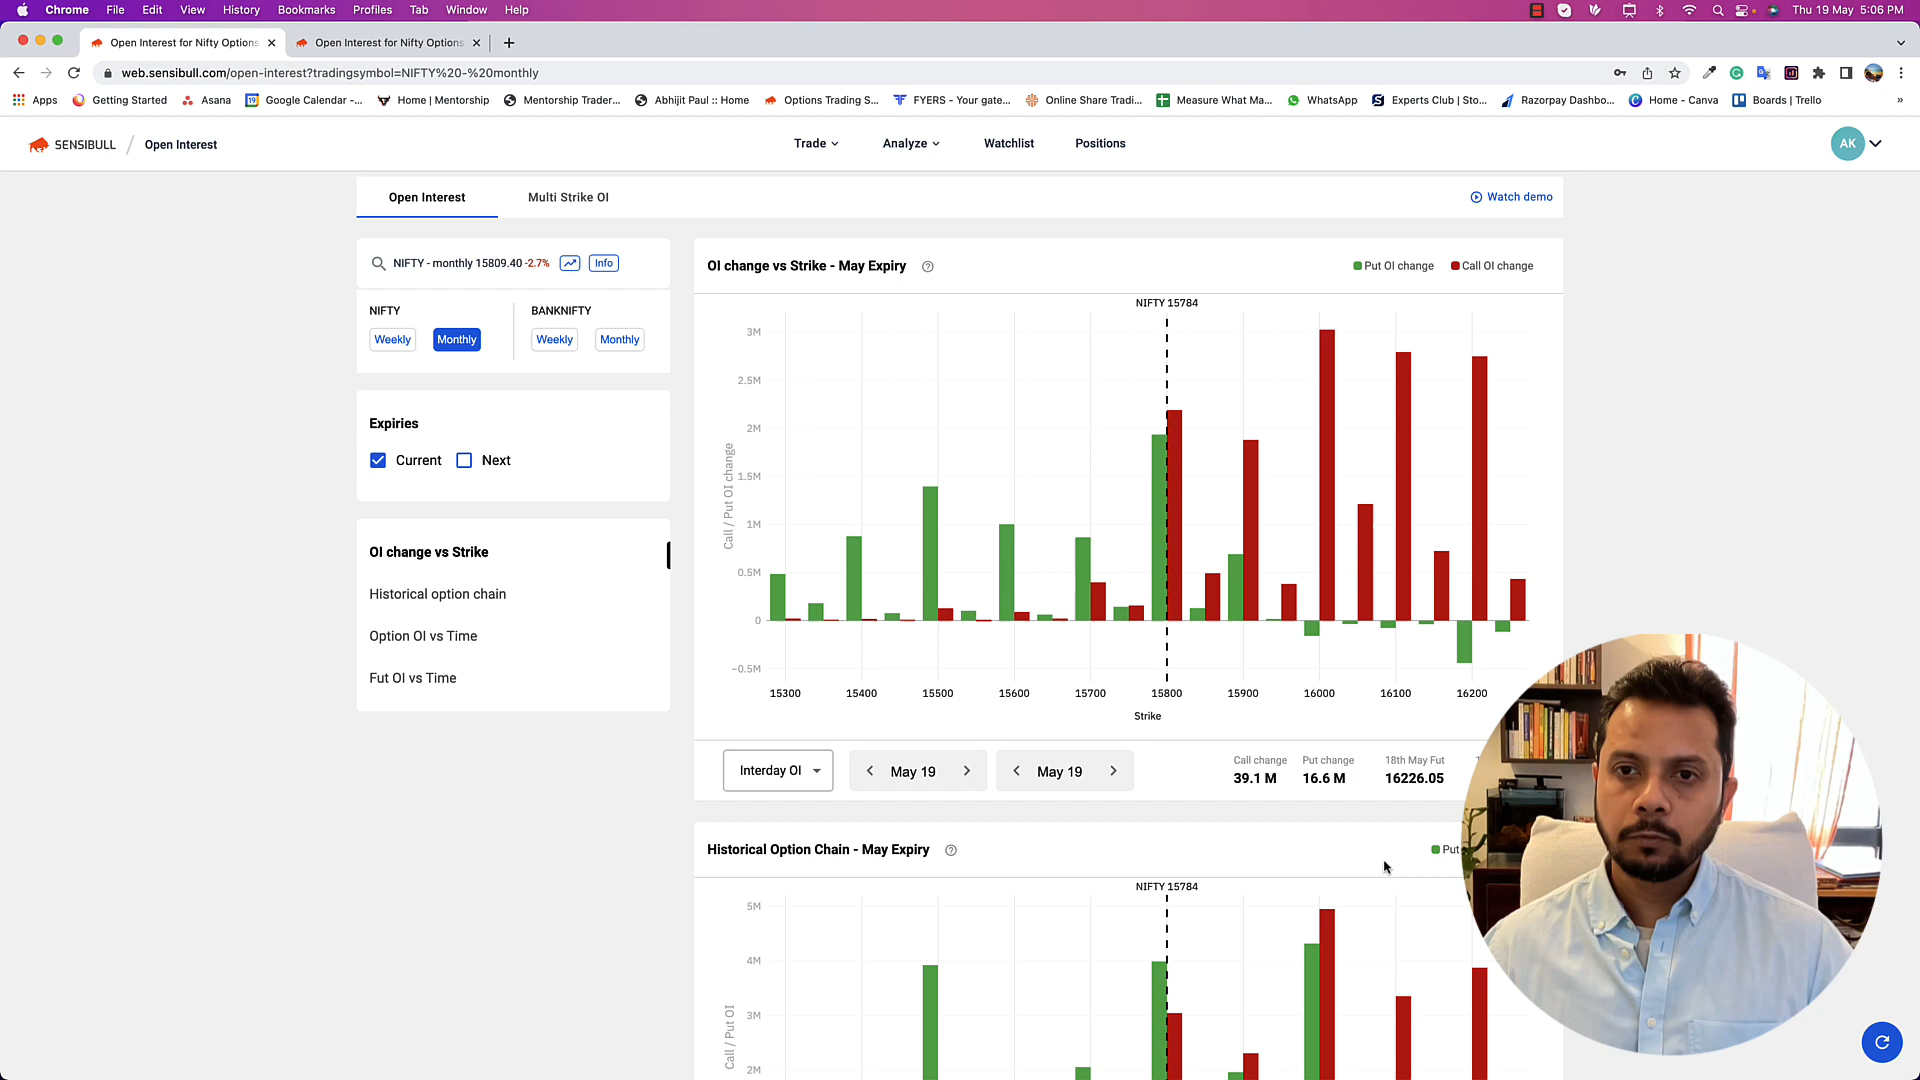 Chrome File Edit View History Bookmarks Profiles Tab Window Help Thu 19 May 5:06 PM
Open Interest for Nifty Options Open Interest for Nifty Options
web.sensibull.com/open-interest?tradingsymbol=NIFTY%20-%20monthly
Apps Getting Started Asana Google Calendar -... Home | Mentorship Mentorship Trader... Abhijit Paul :: Home Options Trading S... FYERS - Your gate... Online Share Tradi... Measure What Ma... WhatsApp Experts Club | Sto... Razorpay Dashbo... Home - Canva Boards | Trello »
SENSIBULL / Open Interest Trade Analyze Watchlist Positions AK
Open Interest Multi Strike OI Watch demo
NIFTY - monthly 15809.40 -2.7% Info
NIFTY BANKNIFTY
Weekly Monthly Weekly Monthly
Expiries
Current Next
OI change vs Strike
Historical option chain
Option OI vs Time
Fut OI vs Time
OI change vs Strike - May Expiry Put OI change Call OI change
NIFTY 15784
3M
2.5M
2M
1.5M
1M
0.5M
0
−0.5M
Call / Put OI change
15300 15400 15500 15600 15700 15800 15900 16000 16100 16200
Strike
Interday OI May 19 May 19
Call change Put change 18th May Fut
39.1 M 16.6 M 16226.05
Historical Option Chain - May Expiry Put
NIFTY 15784
5M
4M
3M
2M
Call / Put OI